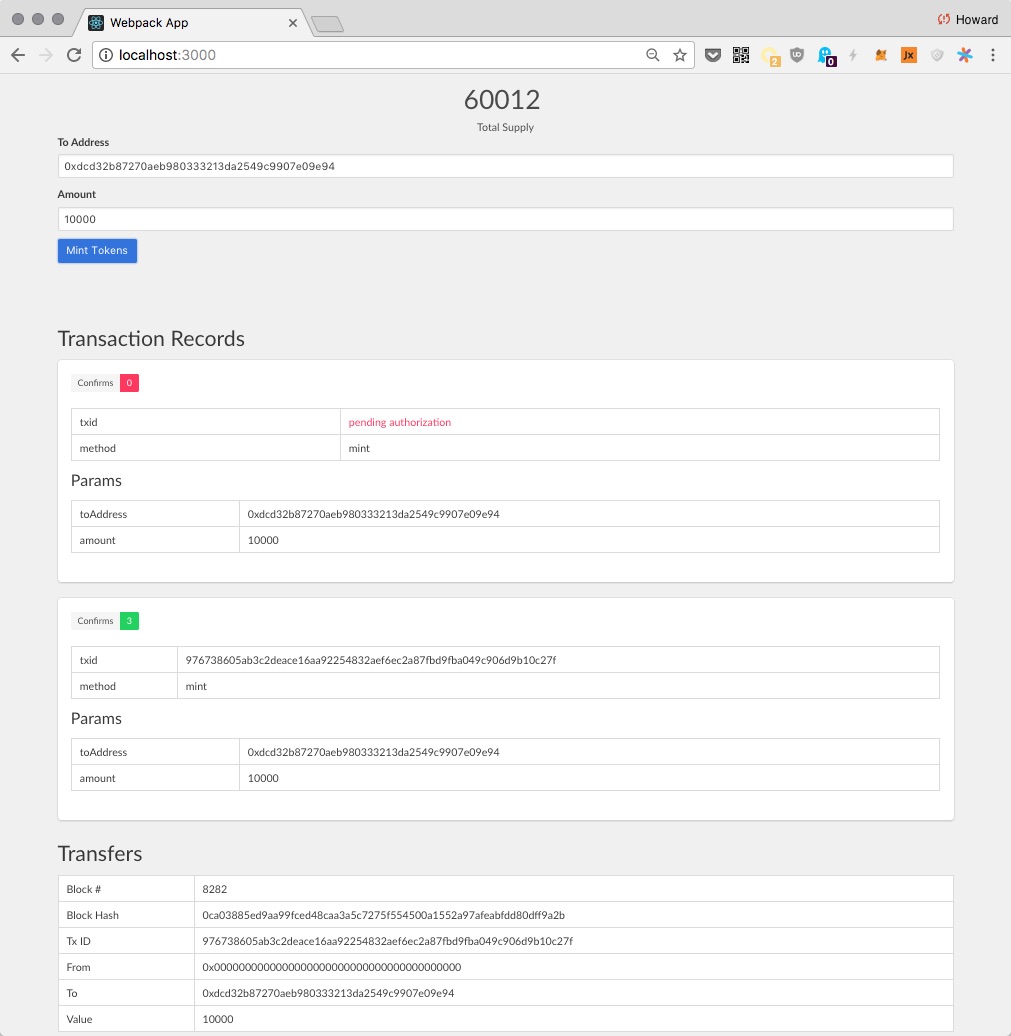 Webpack App
Howard
localhost:3000
2
0
JX
60012
Total Supply
To Address
0xdcd32b87270aeb980333213da2549c9907e09e94
Amount
10000
Mint Tokens
Transaction Records
Confirms 0
txid pending authorization
method mint
Params
toAddress 0xdcd32b87270aeb980333213da2549c9907e09e94
amount 10000
Confirms 3
txid 976738605ab3c2deace16aa92254832aef6ec2a87fbd9fba049c906d9b10c27f
method mint
Params
toAddress 0xdcd32b87270aeb980333213da2549c9907e09e94
amount 10000
Transfers
Block # 8282
Block Hash 0ca03885ed9aa99fced48caa3a5c7275f554500a1552a97afeabfdd80dff9a2b
Tx ID 976738605ab3c2deace16aa92254832aef6ec2a87fbd9fba049c906d9b10c27f
From 0x0000000000000000000000000000000000000000
To 0xdcd32b87270aeb980333213da2549c9907e09e94
Value 10000